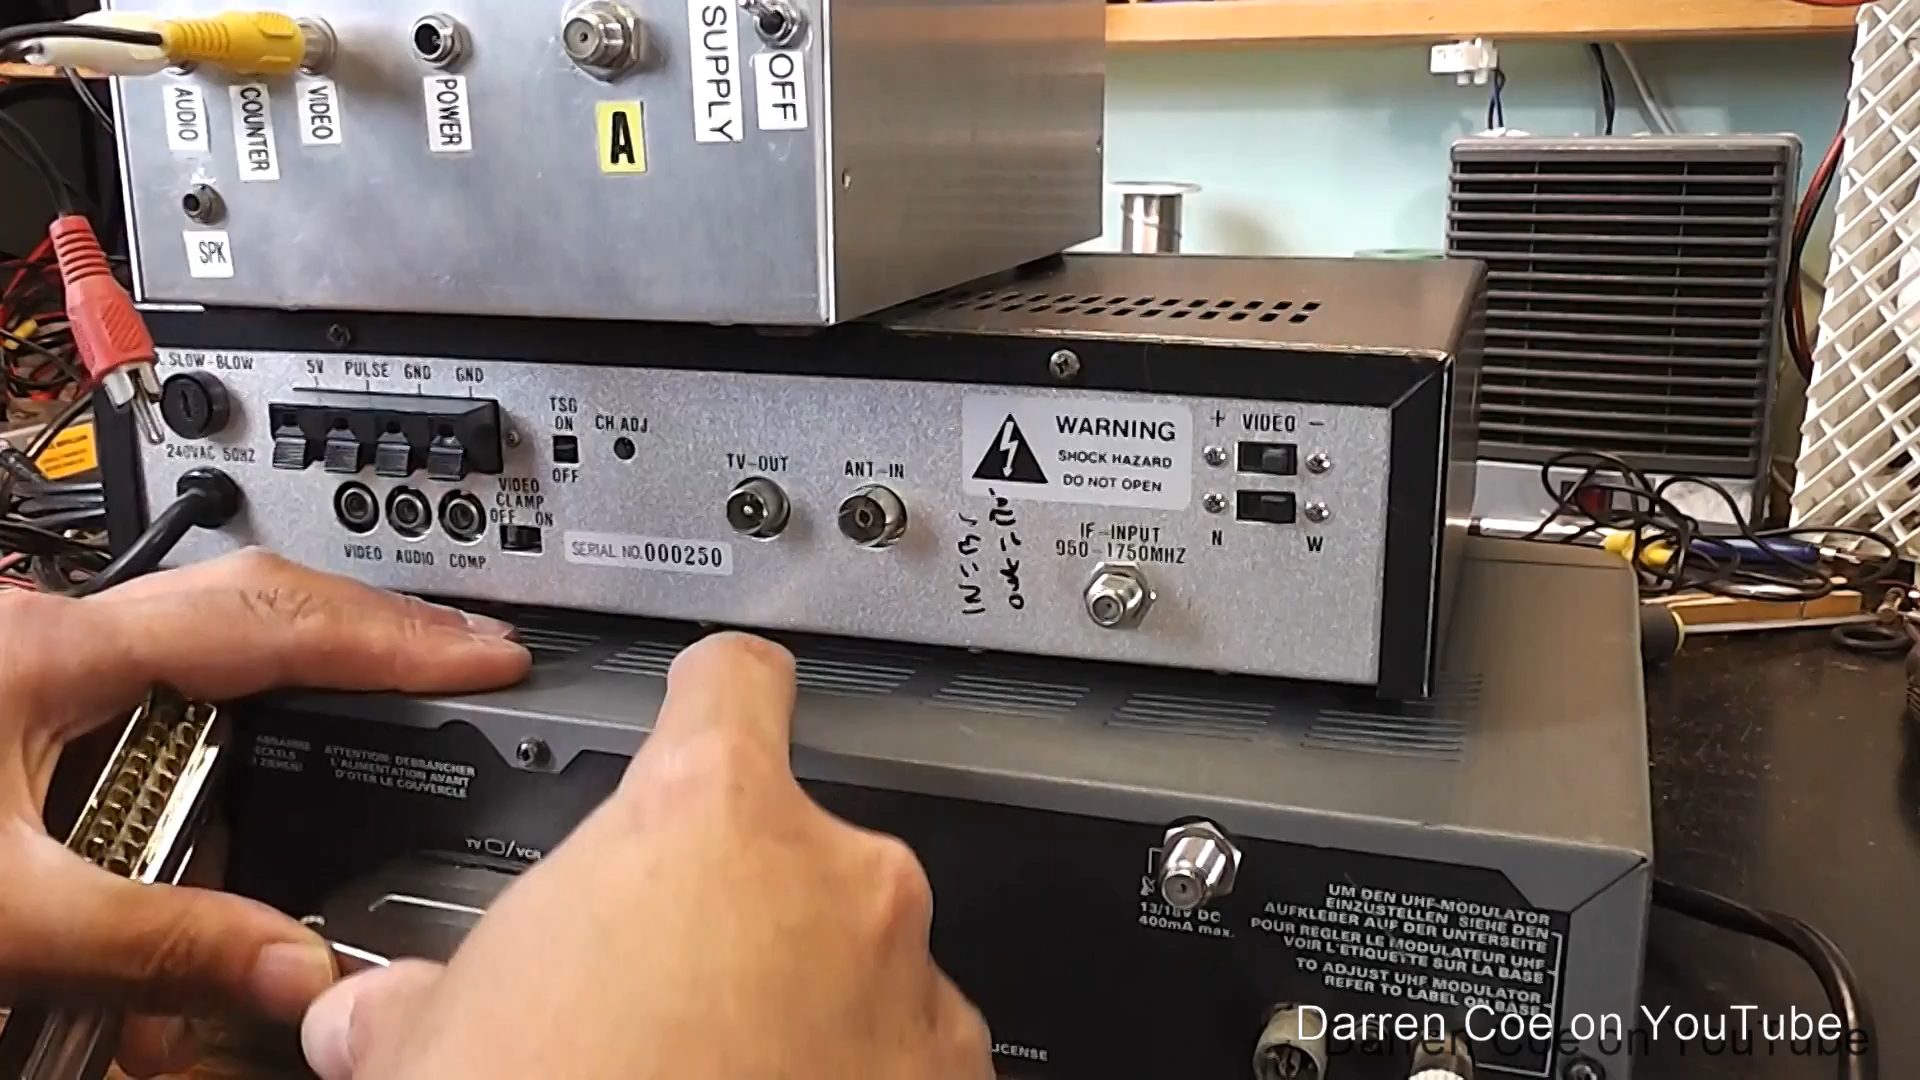 AUDIO
COUNTER
VIDEO
POWER
A
SUPPLY
OFF
SPK
SLOW-BLOW
240VAC 50HZ
5V PULSE GND GND
TSG
ON
OFF
CH.ADJ
VIDEO
CLAMP
OFF ON
VIDEO AUDIO COMP.
SERIAL NO.000250
TV-OUT
ANT-IN
WARNING
SHOCK HAZARD
DO NOT OPEN
+ VIDEO -
N W
IF-INPUT
950-1750MHZ
ATTENTION: DEBRANCHER
L'ALIMENTATION AVANT
D'OTER LE COUVERCLE
TV /VCR
13/18V DC
400mA max.
UM DEN UHF-MODULATOR
EINZUSTELLEN SIEHE DEN
AUFKLEBER AUF DER UNTERSEITE
POUR REGLER LE MODULATEUR UHF
VOIR L'ETIQUETTE SUR LA BASE
TO ADJUST UHF MODULATOR
REFER TO LABEL ON BASE
LICENSE
Darren Coe on YouTube